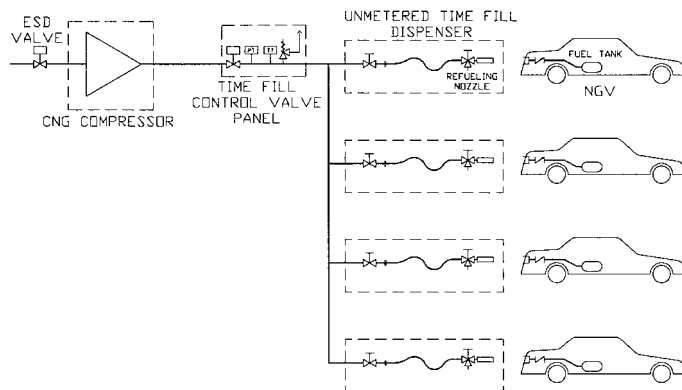 ESD
VALVE
CNG COMPRESSOR
PT
TT
TIME FILL
CONTROL VALVE
PANEL
UNMETERED TIME FILL
DISPENSER
REFUELING
NOZZLE
FUEL TANK
NGV